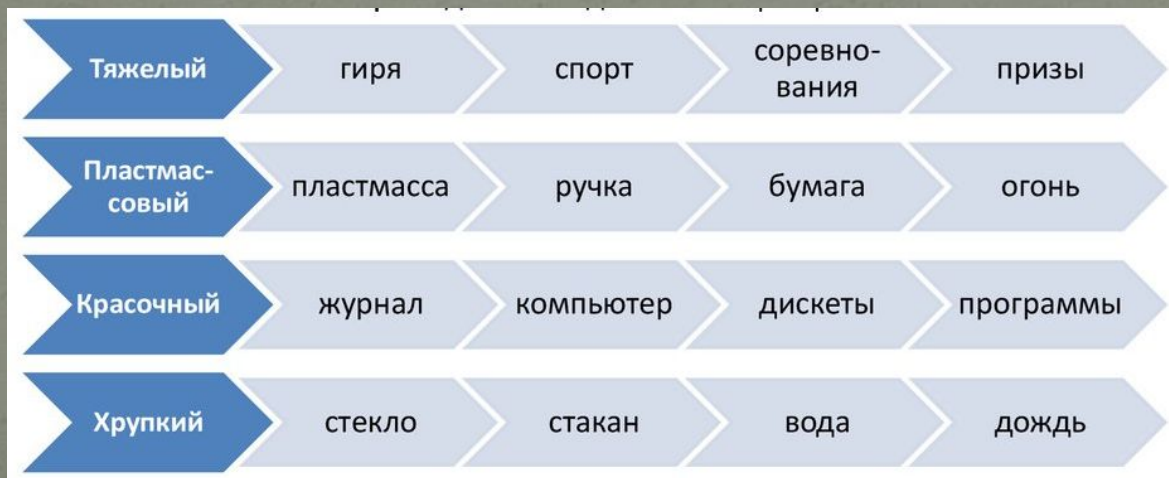 Тяжелый гиря спорт соревно-
вания призы
Пластмас-
совый пластмасса ручка бумага огонь
Красочный журнал компьютер дискеты программы
Хрупкий стекло стакан вода дождь